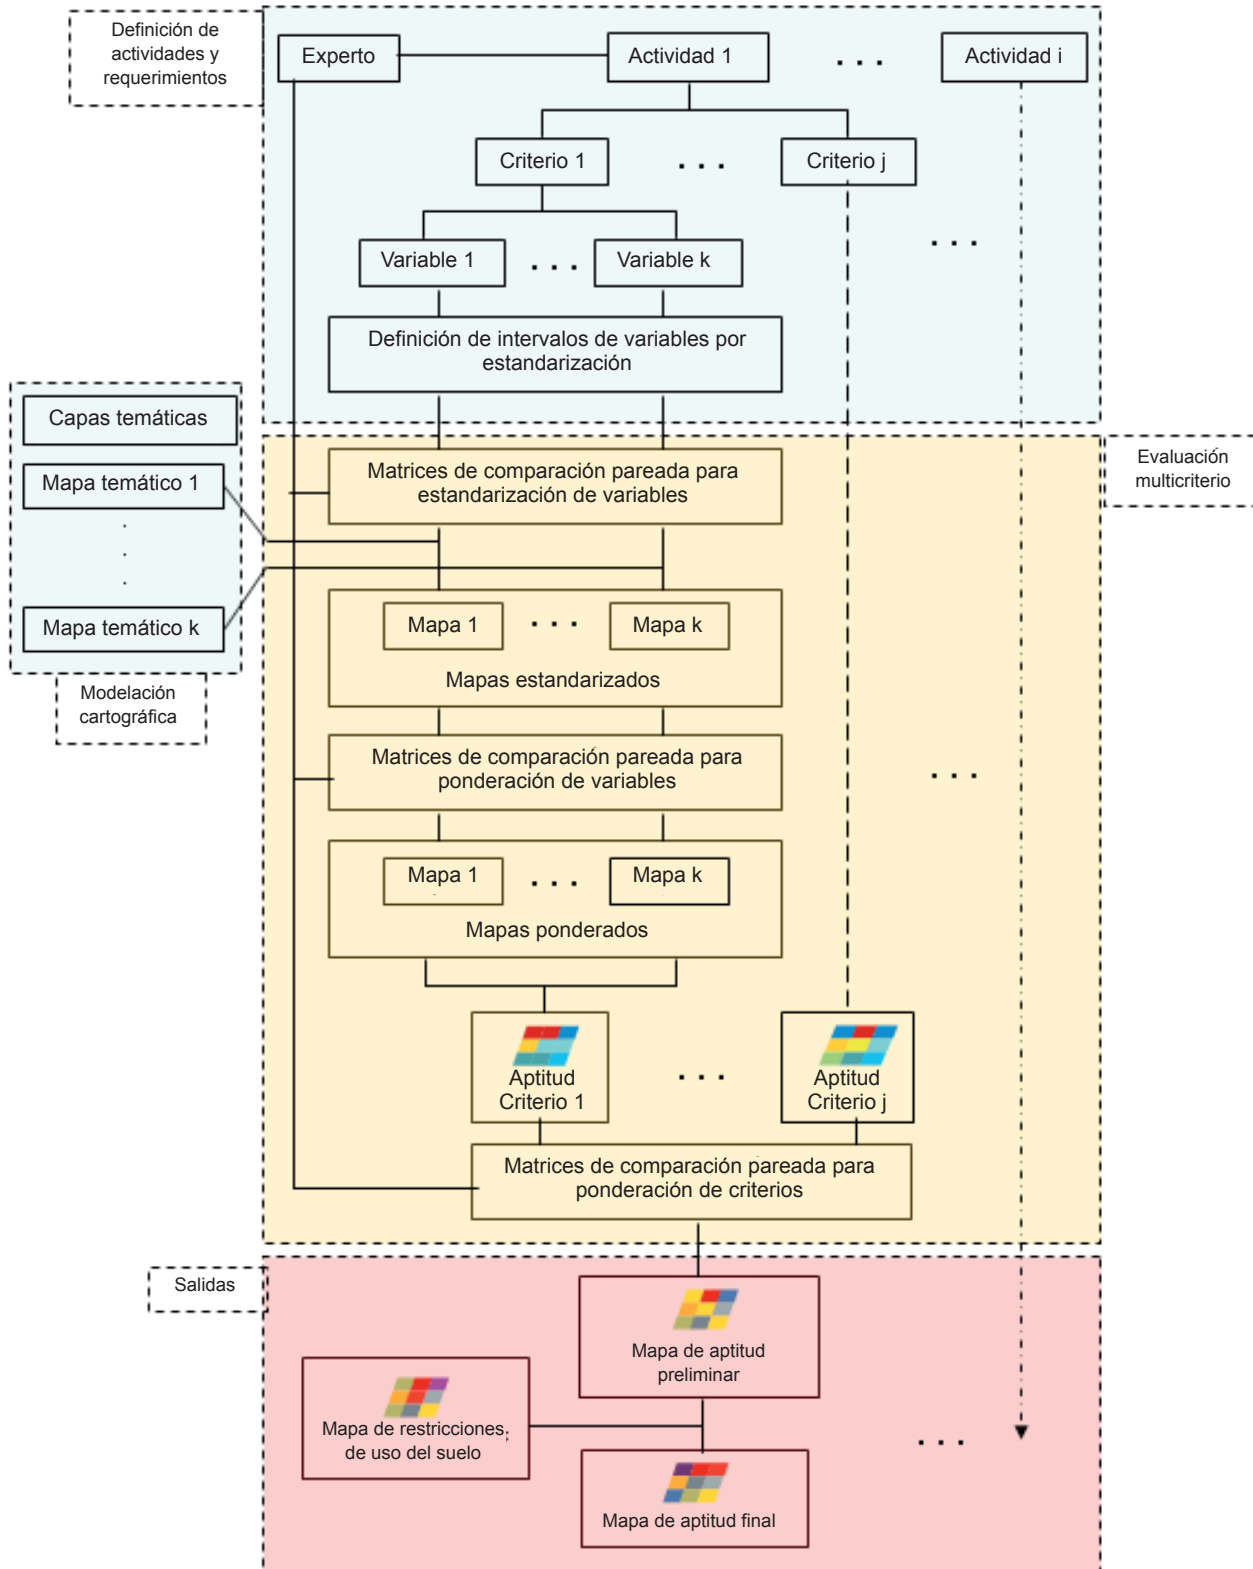 Definición de
actividades y
requerimientos
Experto
Actividad 1
. . .
Actividad i
Criterio 1
. . .
Criterio j
Variable 1
. . .
Variable k
. . .
Definición de intervalos de variables por
estandarización
Capas temáticas
Mapa temático 1
.
.
.
Mapa temático k
Modelación
cartográfica
Evaluación
multicriterio
Matrices de comparación pareada para
estandarización de variables
Mapa 1
. . .
Mapa k
Mapas estandarizados
Matrices de comparación pareada para
ponderación de variables
. . .
Mapa 1
. . .
Mapa k
Mapas ponderados
Aptitud
Criterio 1
. . .
Aptitud
Criterio j
Matrices de comparación pareada para
ponderación de criterios
Salidas
Mapa de aptitud
preliminar
Mapa de restricciones
de uso del suelo
. . .
Mapa de aptitud final